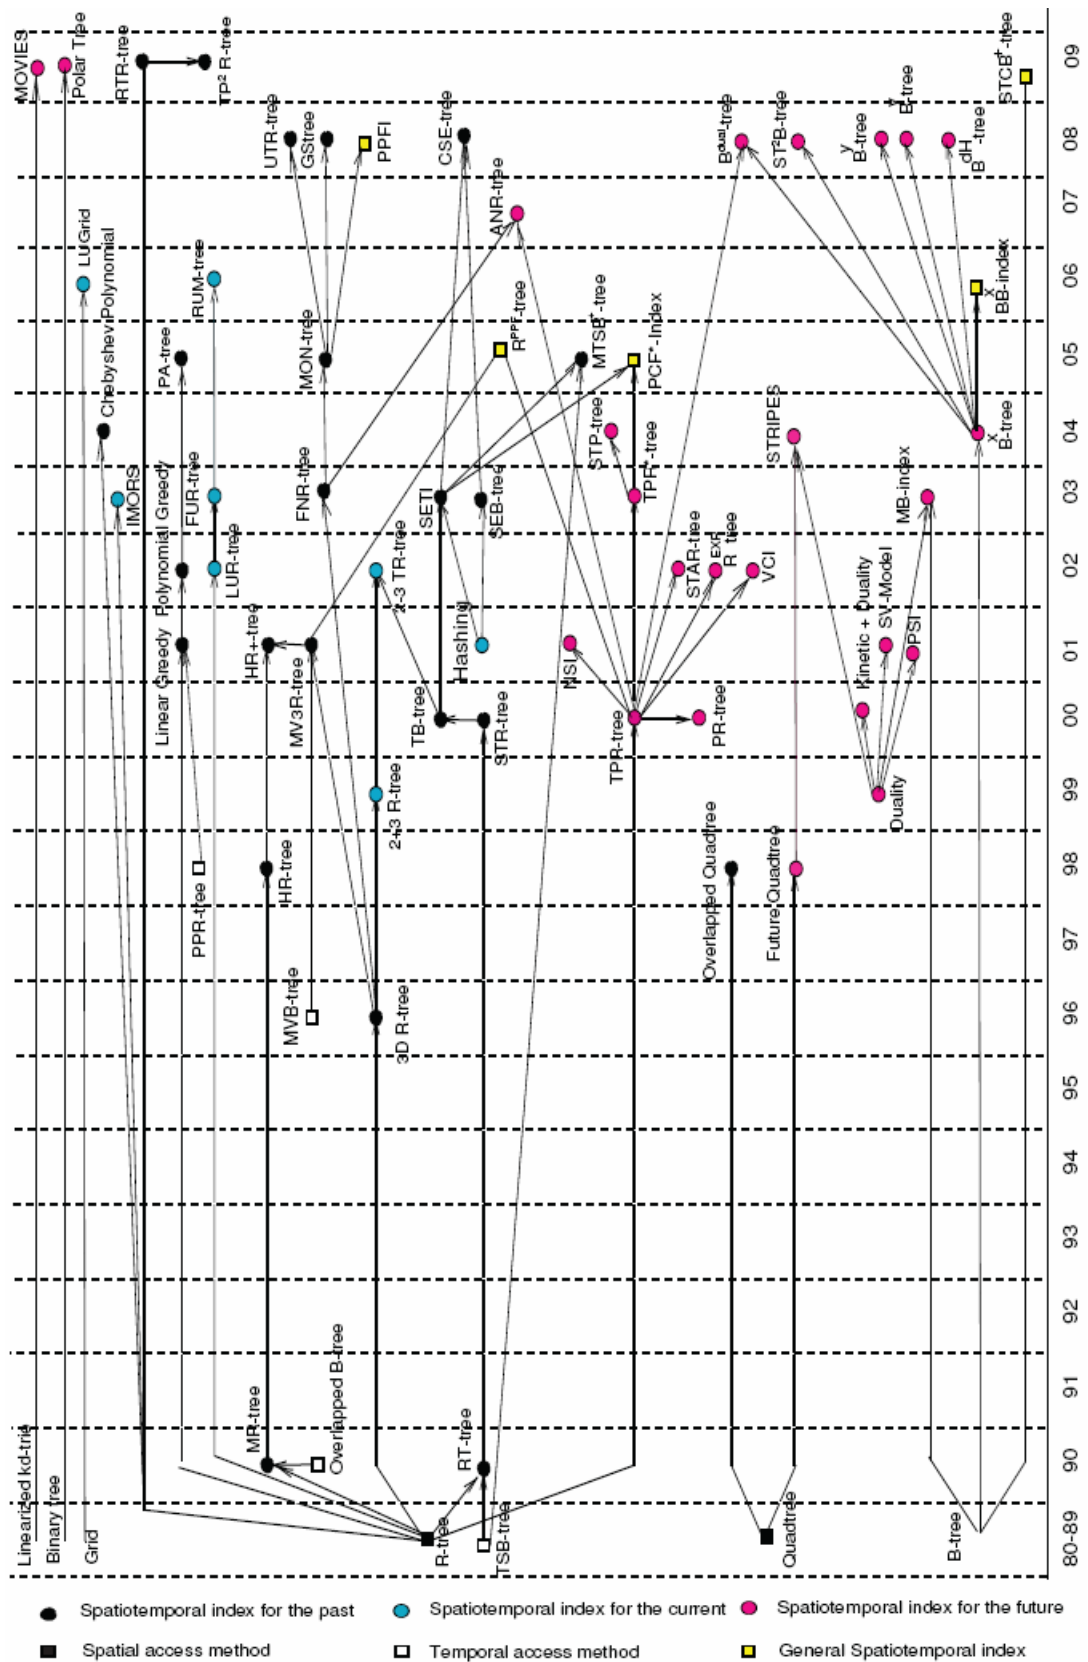 MOVIES
Polar Tree
RTR-tree
TP² R-tree
STCB⁺-tree
09
UTR-tree
GStree
PPFI
CSE-tree
Bᵈᵘᵃˡ-tree
ST²B-tree
y
B-tree
B-tree
dH
B -tree
08
ANR-tree
07
LUGrid
Chebyshev Polynomial
RUM-tree
x
BB-index
06
PA-tree
MON-tree
Rᴾᴾᶠ-tree
MTSB⁺-tree
PCF*-Index
05
STP-tree
STRIPES
x
B-tree
04
IMORS
Polynomial Greedy
FUR-tree
FNR-tree
SETI
SEB-tree
TPR*-tree
MB-index
03
LUR-tree
2-3 TR-tree
STAR-tree
EXP
R tree
VCI
02
Linear Greedy
HR+-tree
MV3R-tree
Hashing
NSI
Kinetic + Duality
SV-Model
PSI
01
TB-tree
STR-tree
TPR-tree
PR-tree
00
2+3 R-tree
Duality
99
PPR-tree
HR-tree
Overlapped Quadtree
Future Quadtree
98
97
MVB-tree
3D R-tree
96
95
94
93
92
91
Linearized kd-trie
MR-tree
Overlapped B-tree
RT-tree
90
Binary tree
Grid
R-tree
TSB-tree
Quadtree
B-tree
80-89
Spatiotemporal index for the past
Spatiotemporal index for the current
Spatiotemporal index for the future
Spatial access method
Temporal access method
General Spatiotemporal index